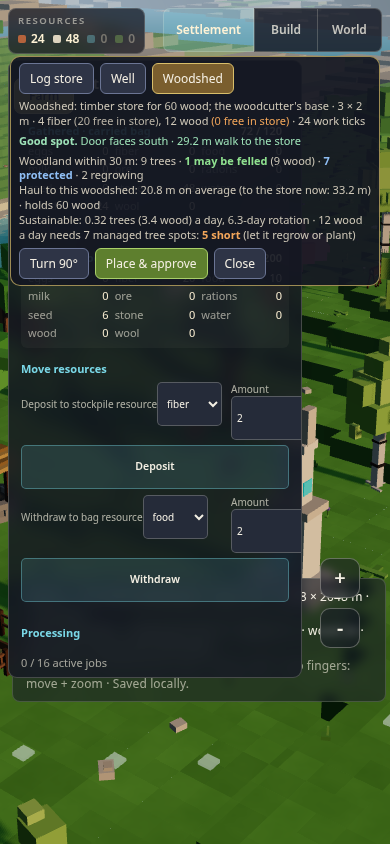 RESOURCES
24 48 0 0
Settlement Build World
Log store Well Woodshed
Woodshed: timber store for 60 wood; the woodcutter's base · 3 × 2
m · 4 fiber (20 free in store), 12 wood (0 free in store) · 24 work ticks
Good spot. Door faces south · 29.2 m walk to the store
Woodland within 30 m: 9 trees · 1 may be felled (9 wood) · 7
protected · 2 regrowing
Haul to this woodshed: 20.8 m on average (to the store now: 33.2 m)
· holds 60 wood
Sustainable: 0.32 trees (3.4 wood) a day, 6.3-day rotation · 12 wood
a day needs 7 managed tree spots: 5 short (let it regrow or plant)
Turn 90° Place & approve Close
milk 0 ore 0 rations 0
seed 6 stone 0 water 0
wood 0 wool 0
Move resources
Deposit to stockpile resource fiber Amount 2
Deposit
Withdraw to bag resource food Amount 2
Withdraw
Processing
0 / 16 active jobs
+
-
fingers:
move + zoom · Saved locally.